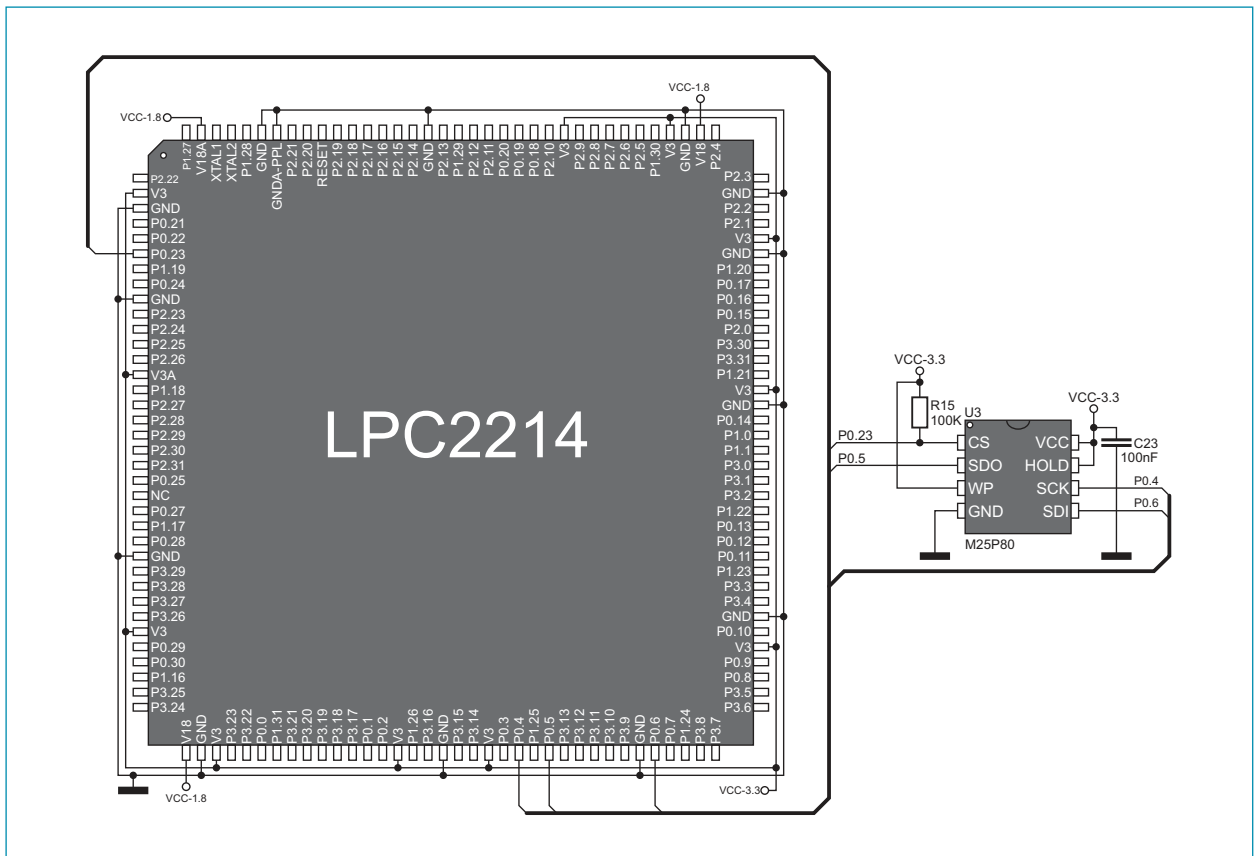 VCC-1.8
VCC-1.8
P1.27
V18A
XTAL1
XTAL2
P1.28
GND
GNDA-PPL
P2.21
P2.20
RESET
P2.19
P2.18
P2.17
P2.16
P2.15
P2.14
GND
P2.13
P1.29
P2.12
P2.11
P0.20
P0.19
P0.18
P2.10
V3
P2.9
P2.8
P2.7
P2.6
P2.5
P1.30
V3
GND
V18
P2.4
P2.22
V3
GND
P0.21
P0.22
P0.23
P1.19
P0.24
GND
P2.23
P2.24
P2.25
P2.26
V3A
P1.18
P2.27
P2.28
P2.29
P2.30
P2.31
P0.25
NC
P0.27
P1.17
P0.28
GND
P3.29
P3.28
P3.27
P3.26
V3
P0.29
P0.30
P1.16
P3.25
P3.24
LPC2214
P2.3
GND
P2.2
P2.1
V3
GND
P1.20
P0.17
P0.16
P0.15
P2.0
P3.30
P3.31
P1.21
V3
GND
P0.14
P1.0
P1.1
P3.0
P3.1
P3.2
P1.22
P0.13
P0.12
P0.11
P1.23
P3.3
P3.4
GND
P0.10
V3
P0.9
P0.8
P3.5
P3.6
V18
GND
V3
P3.23
P3.22
P0.0
P1.31
P3.21
P3.20
P3.19
P3.18
P3.17
P0.1
P0.2
V3
P1.26
P3.16
GND
P3.15
P3.14
V3
P0.3
P0.4
P1.25
P0.5
P3.13
P3.12
P3.11
P3.10
P3.9
GND
P0.6
P0.7
P1.24
P3.8
P3.7
VCC-1.8
VCC-3.3
VCC-3.3
R15
100K
P0.23
P0.5
U3
CS
SDO
WP
GND
VCC
HOLD
SCK
SDI
M25P80
VCC-3.3
C23
100nF
P0.4
P0.6